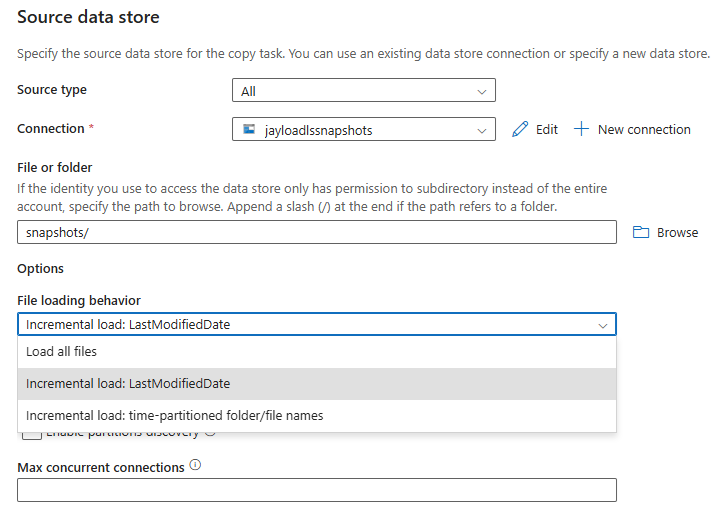 Source data store
Specify the source data store for the copy task. You can use an existing data store connection or specify a new data store.
Source type
All
Connection *
jayloadlssnapshots
Edit
New connection
File or folder
If the identity you use to access the data store only has permission to subdirectory instead of the entire
account, specify the path to browse. Append a slash (/) at the end if the path refers to a folder.
snapshots/
Browse
Options
File loading behavior
Incremental load: LastModifiedDate
Load all files
Incremental load: LastModifiedDate
Incremental load: time-partitioned folder/file names
Enable partitions discovery
Max concurrent connections